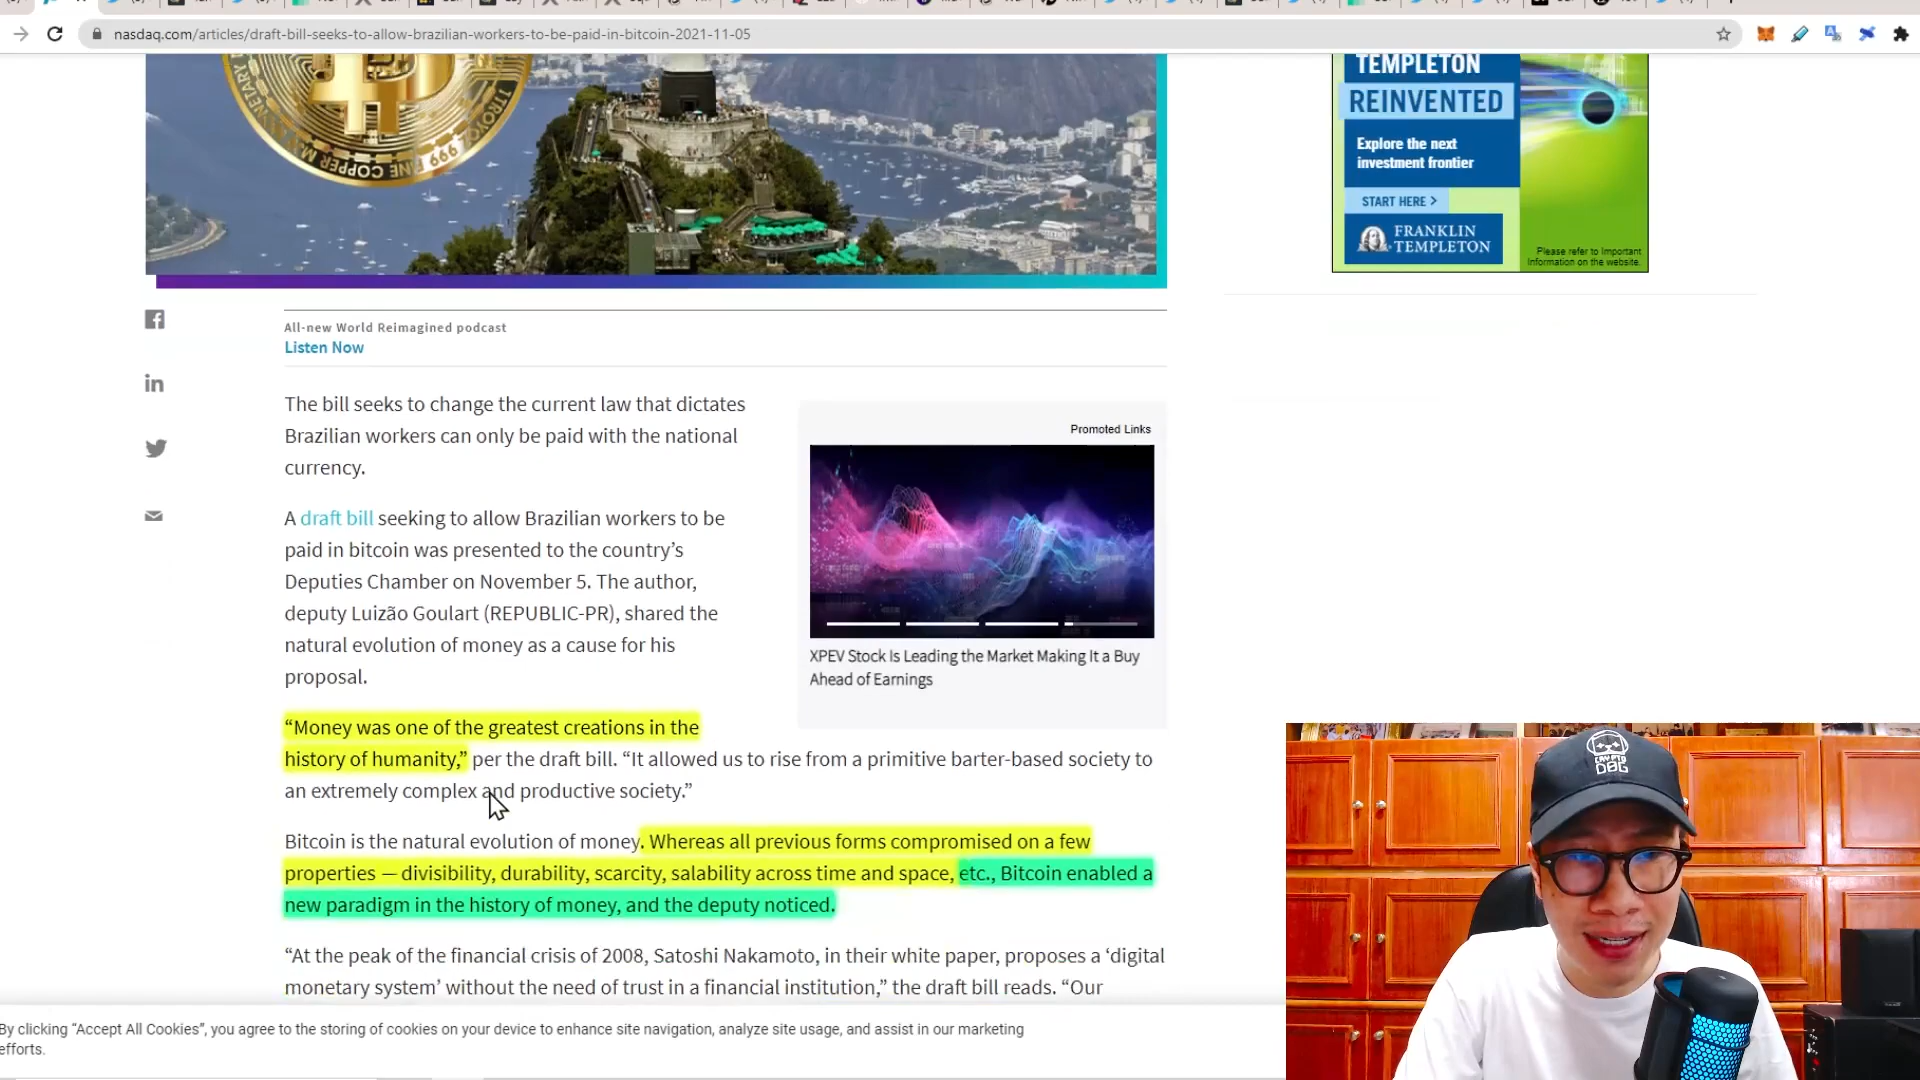 nasdaq.com/articles/draft-bill-seeks-to-allow-brazilian-workers-to-be-paid-in-bitcoin-2021-11-05
TEMPLETON
REINVENTED
Explore the next
investment frontier
START HERE >
FRANKLIN
TEMPLETON
Please refer to Important
Information on the website.
All-new World Reimagined podcast
Listen Now
The bill seeks to change the current law that dictates
Brazilian workers can only be paid with the national
currency.
A draft bill seeking to allow Brazilian workers to be
paid in bitcoin was presented to the country’s
Deputies Chamber on November 5. The author,
deputy Luizão Goulart (REPUBLIC-PR), shared the
natural evolution of money as a cause for his
proposal.
Promoted Links
XPEV Stock Is Leading the Market Making It a Buy
Ahead of Earnings
“Money was one of the greatest creations in the
history of humanity,” per the draft bill. “It allowed us to rise from a primitive barter-based society to
an extremely complex and productive society.”
Bitcoin is the natural evolution of money. Whereas all previous forms compromised on a few
properties — divisibility, durability, scarcity, salability across time and space, etc., Bitcoin enabled a
new paradigm in the history of money, and the deputy noticed.
“At the peak of the financial crisis of 2008, Satoshi Nakamoto, in their white paper, proposes a ‘digital
monetary system’ without the need of trust in a financial institution,” the draft bill reads. “Our
By clicking “Accept All Cookies”, you agree to the storing of cookies on your device to enhance site navigation, analyze site usage, and assist in our marketing
efforts.
CRYPTO
DOG